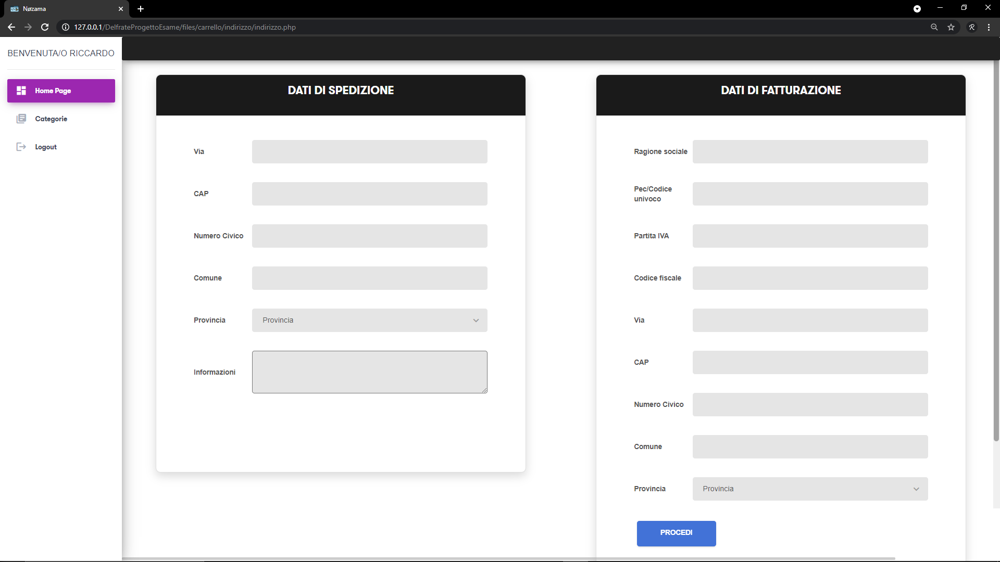 Nøzama
127.0.0.1/DelfrateProgettoEsame/files/carrello/indirizzo/indirizzo.php
BENVENUTA/O RICCARDO
Home Page
Categorie
Logout
DATI DI SPEDIZIONE
Via
CAP
Numero Civico
Comune
Provincia Provincia
Informazioni
DATI DI FATTURAZIONE
Ragione sociale
Pec/Codice
univoco
Partita IVA
Codice fiscale
Via
CAP
Numero Civico
Comune
Provincia Provincia
PROCEDI